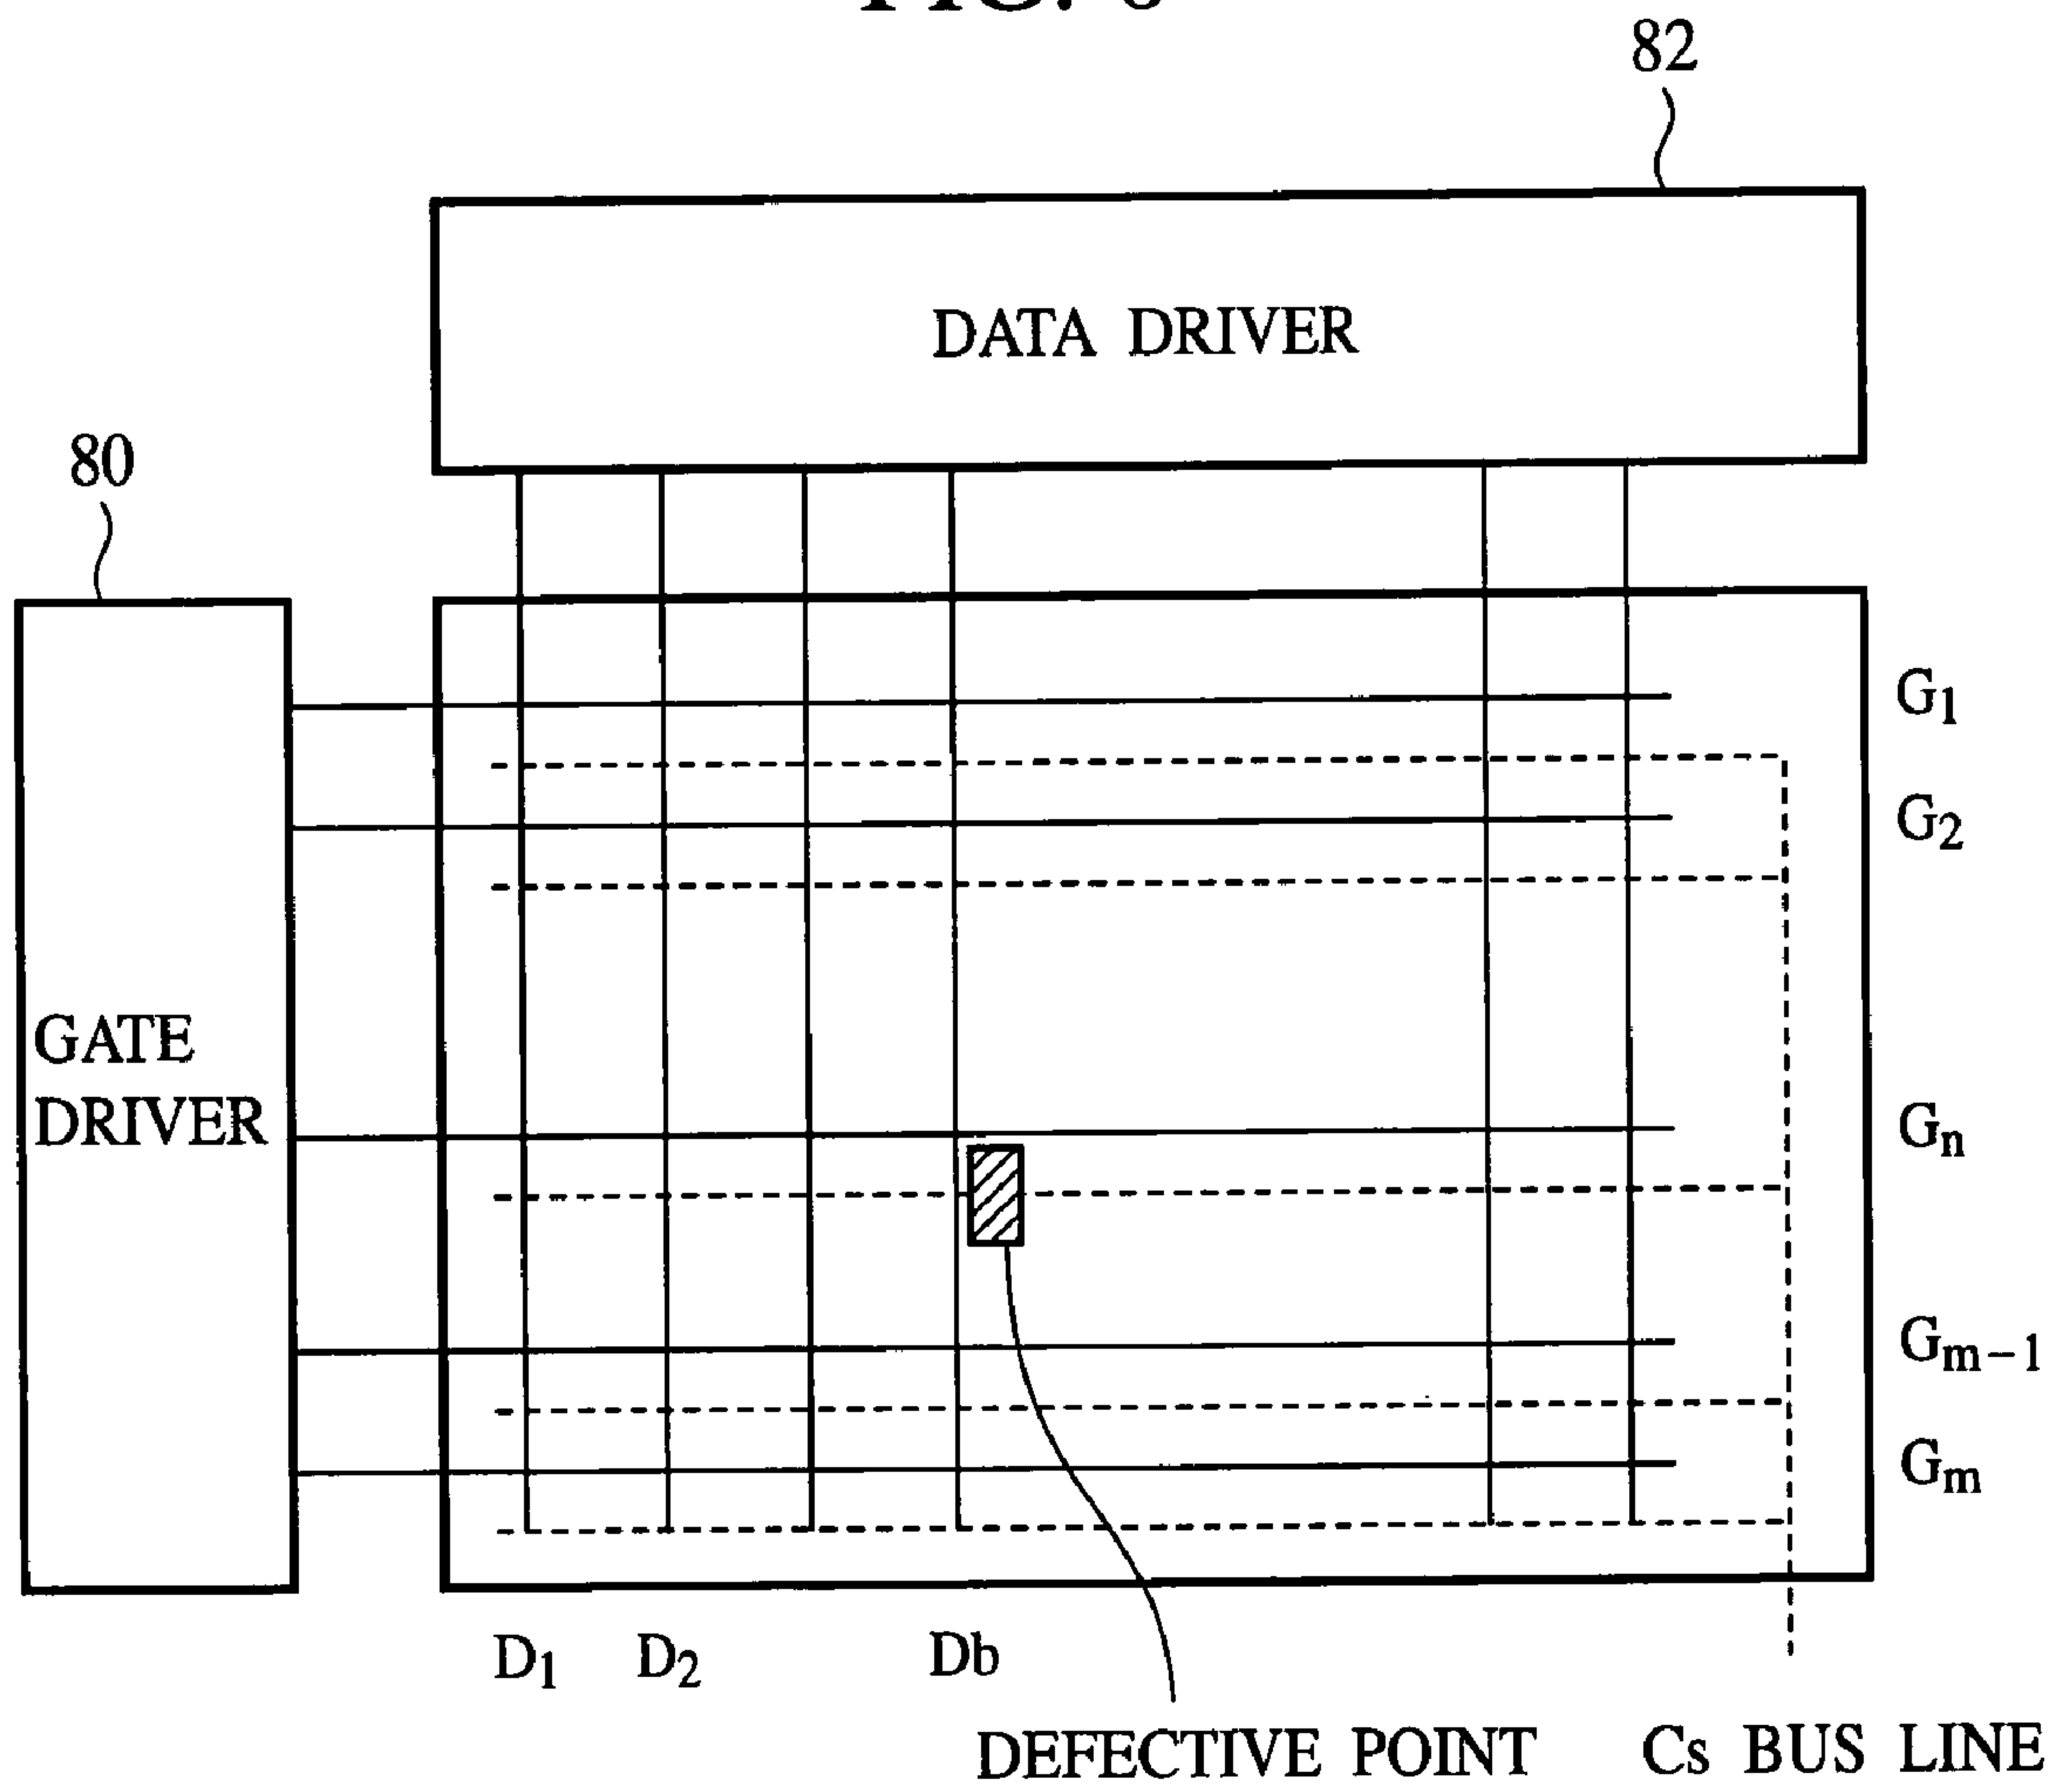 82
DATA DRIVER
80
G1
G2
GATE
DRIVER
Gn
Gm-1
Gm
D1 D2 Db
DEFECTIVE POINT Cs BUS LINE